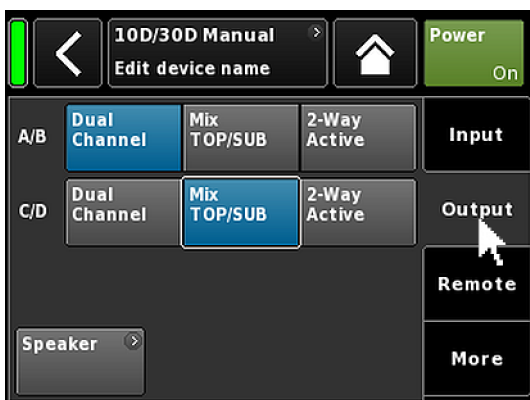 10D/30D Manual
Edit device name
Power
On
A/B
Dual
Channel
Mix
TOP/SUB
2-Way
Active
Input
C/D
Dual
Channel
Mix
TOP/SUB
2-Way
Active
Output
Remote
Speaker
More